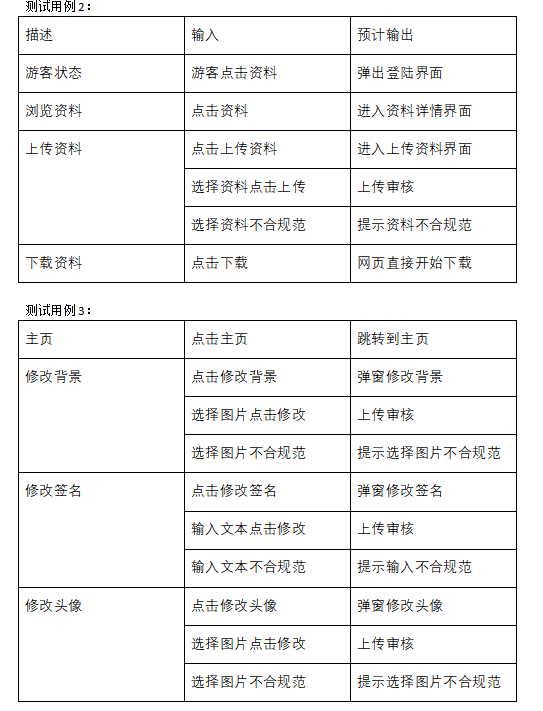 测试用例2：
描述 输入 预计输出
游客状态 游客点击资料 弹出登陆界面
浏览资料 点击资料 进入资料详情界面
上传资料 点击上传资料 进入上传资料界面
选择资料点击上传 上传审核
选择资料不合规范 提示资料不合规范
下载资料 点击下载 网页直接开始下载
测试用例3：
主页 点击主页 跳转到主页
修改背景 点击修改背景 弹窗修改背景
选择图片点击修改 上传审核
选择图片不合规范 提示选择图片不合规范
修改签名 点击修改签名 弹窗修改签名
输入文本点击修改 上传审核
输入文本不合规范 提示输入不合规范
修改头像 点击修改头像 弹窗修改头像
选择图片点击修改 上传审核
选择图片不合规范 提示选择图片不合规范